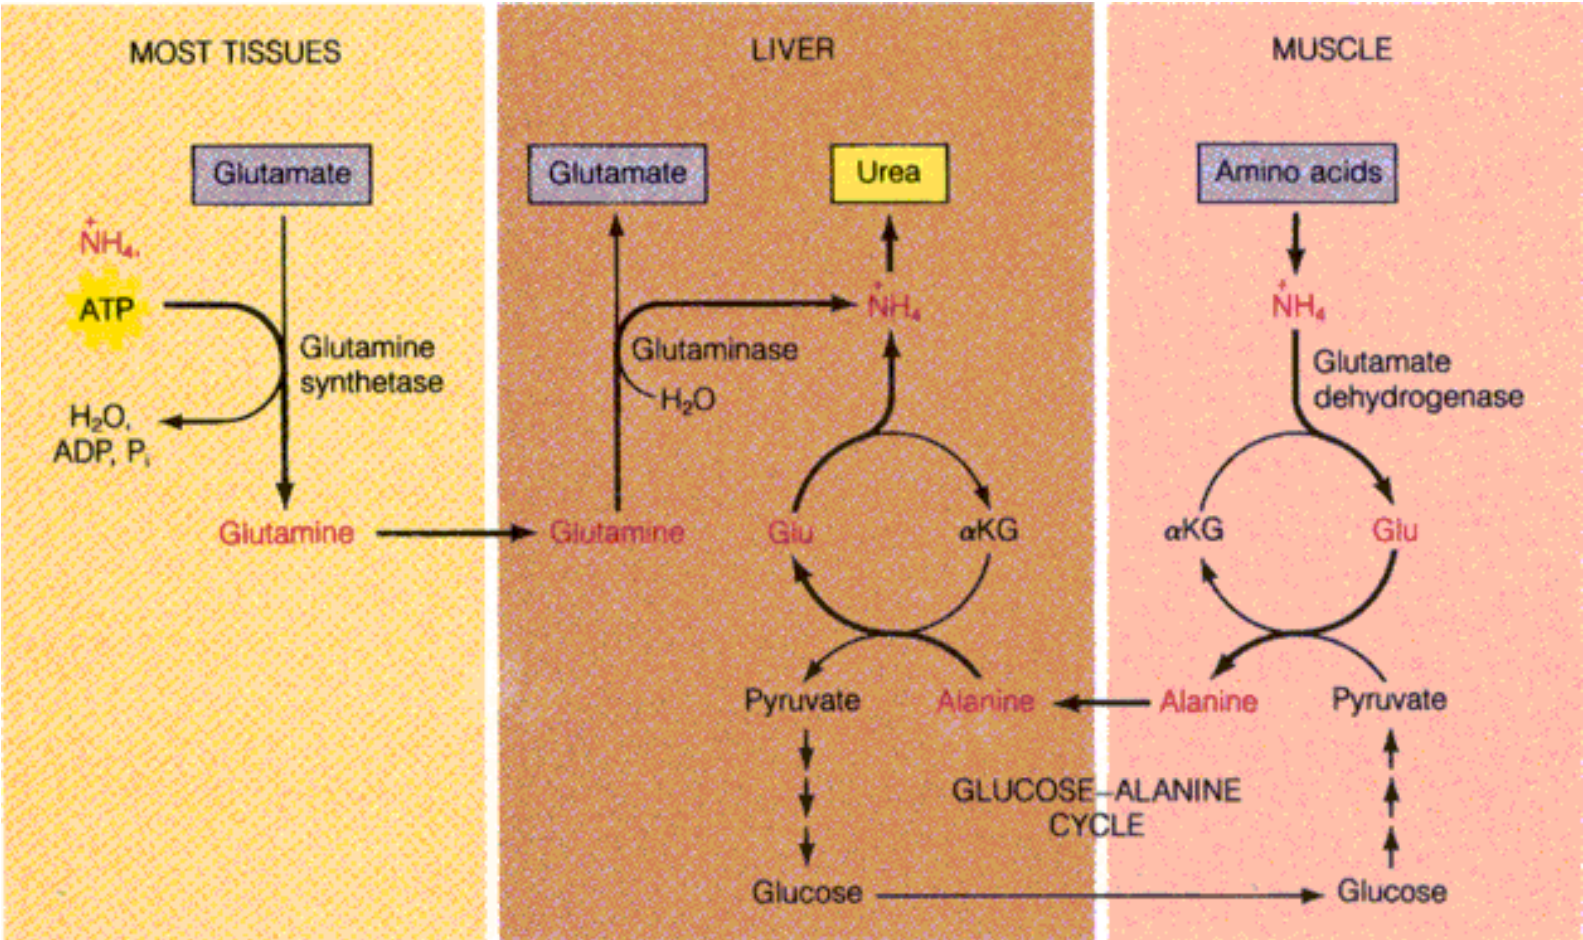 MOST TISSUES
Glutamate
⁺NH₄,
ATP
Glutamine
synthetase
H₂O,
ADP, Pᵢ
Glutamine
LIVER
Glutamate
Urea
⁺NH₄
Glutaminase
H₂O
Glutamine
Glu
αKG
Pyruvate
Alanine
Glucose
MUSCLE
Amino acids
⁺NH₄
Glutamate
dehydrogenase
αKG
Glu
Alanine
Pyruvate
GLUCOSE–ALANINE
CYCLE
Glucose